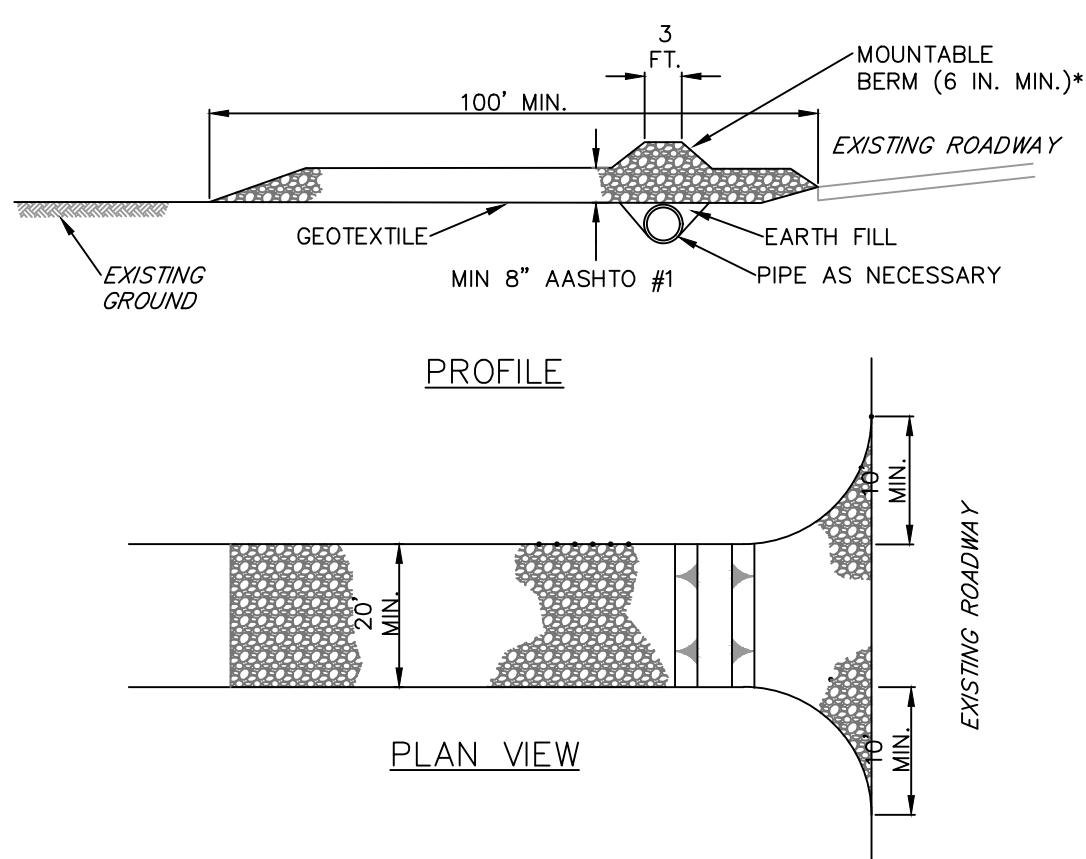 3
FT.
MOUNTABLE
BERM (6 IN. MIN.)*
100' MIN.
EXISTING ROADWAY
GEOTEXTILE
EARTH FILL
EXISTING
GROUND
MIN 8" AASHTO #1
PIPE AS NECESSARY
PROFILE
10'
MIN.
20'
MIN.
EXISTING ROADWAY
10'
MIN.
PLAN VIEW